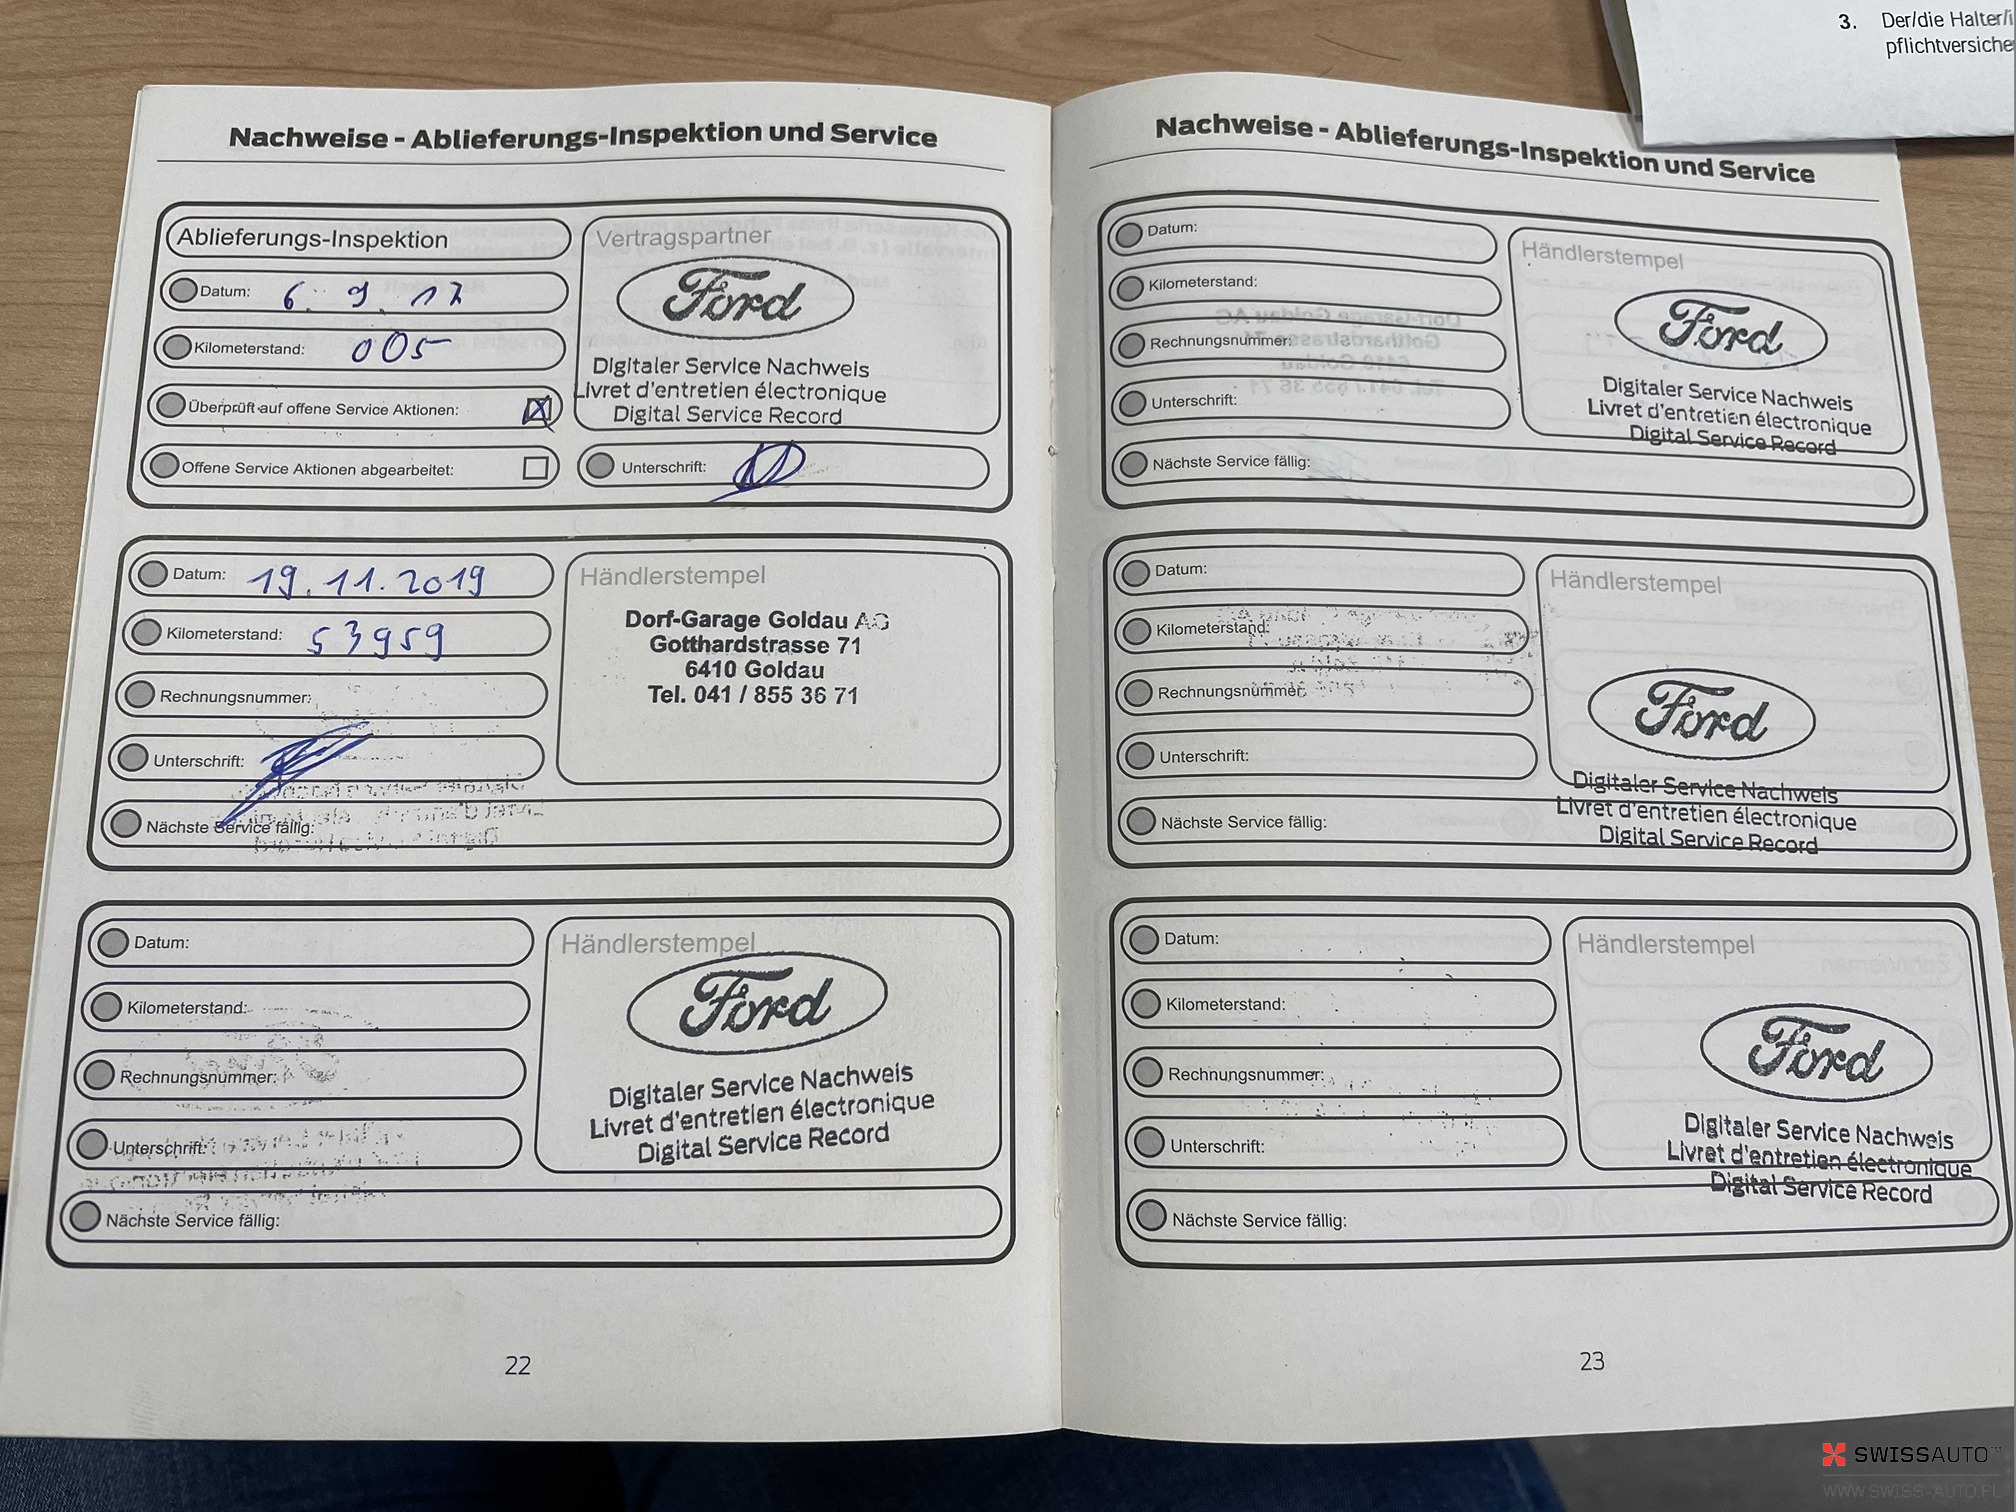 3. Der/die Halter/i
pflichtversiche
Nachweise - Ablieferungs-Inspektion und Service
Ablieferungs-Inspektion
Datum: 6. 9. 17
Kilometerstand: 005
Überprüft auf offene Service Aktionen:
Offene Service Aktionen abgearbeitet:
Vertragspartner
Ford
Digitaler Service Nachweis
Livret d'entretien électronique
Digital Service Record
Unterschrift:
Datum: 19.11.2019
Kilometerstand: 53959
Rechnungsnummer:
Unterschrift:
Nächste Service fällig:
Händlerstempel
Dorf-Garage Goldau AG
Gotthardstrasse 71
6410 Goldau
Tel. 041 / 855 36 71
Datum:
Kilometerstand:
Rechnungsnummer:
Unterschrift:
Nächste Service fällig:
Händlerstempel
Ford
Digitaler Service Nachweis
Livret d'entretien électronique
Digital Service Record
22
Nachweise - Ablieferungs-Inspektion und Service
Datum:
Kilometerstand:
Rechnungsnummer:
Unterschrift:
Nächste Service fällig:
Händlerstempel
Ford
Digitaler Service Nachweis
Livret d'entretien électronique
Digital Service Record
Datum:
Kilometerstand:
Rechnungsnummer:
Unterschrift:
Nächste Service fällig:
Händlerstempel
Ford
Digitaler Service Nachweis
Livret d'entretien électronique
Digital Service Record
Datum:
Kilometerstand:
Rechnungsnummer:
Unterschrift:
Nächste Service fällig:
Händlerstempel
Ford
Digitaler Service Nachweis
Livret d'entretien électronique
Digital Service Record
23
SWISSAUTO
WWW.SWISS-AUTO.PL